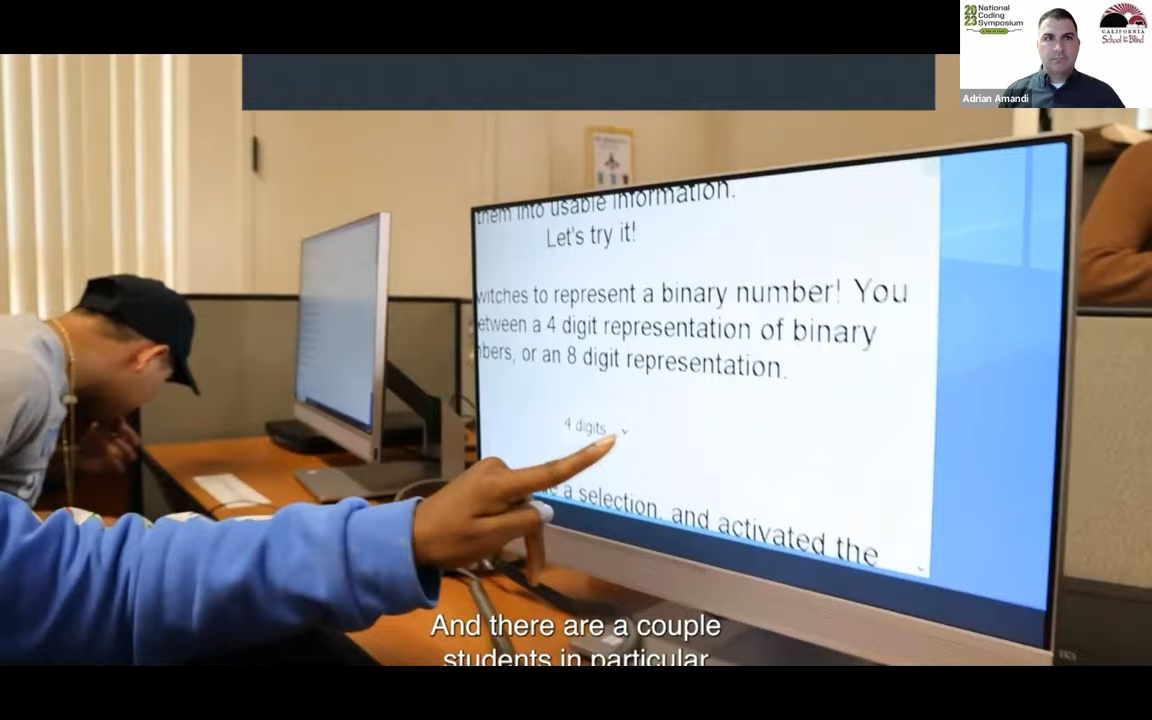 2023 National
Coding
Symposium
CALIFORNIA
School for the Blind
Adrian Amandi
them into usable information.
Let's try it!
witches to represent a binary number! You
etween a 4 digit representation of binary
bers, or an 8 digit representation.
4 digits
a selection, and activated the
And there are a couple
students in particular